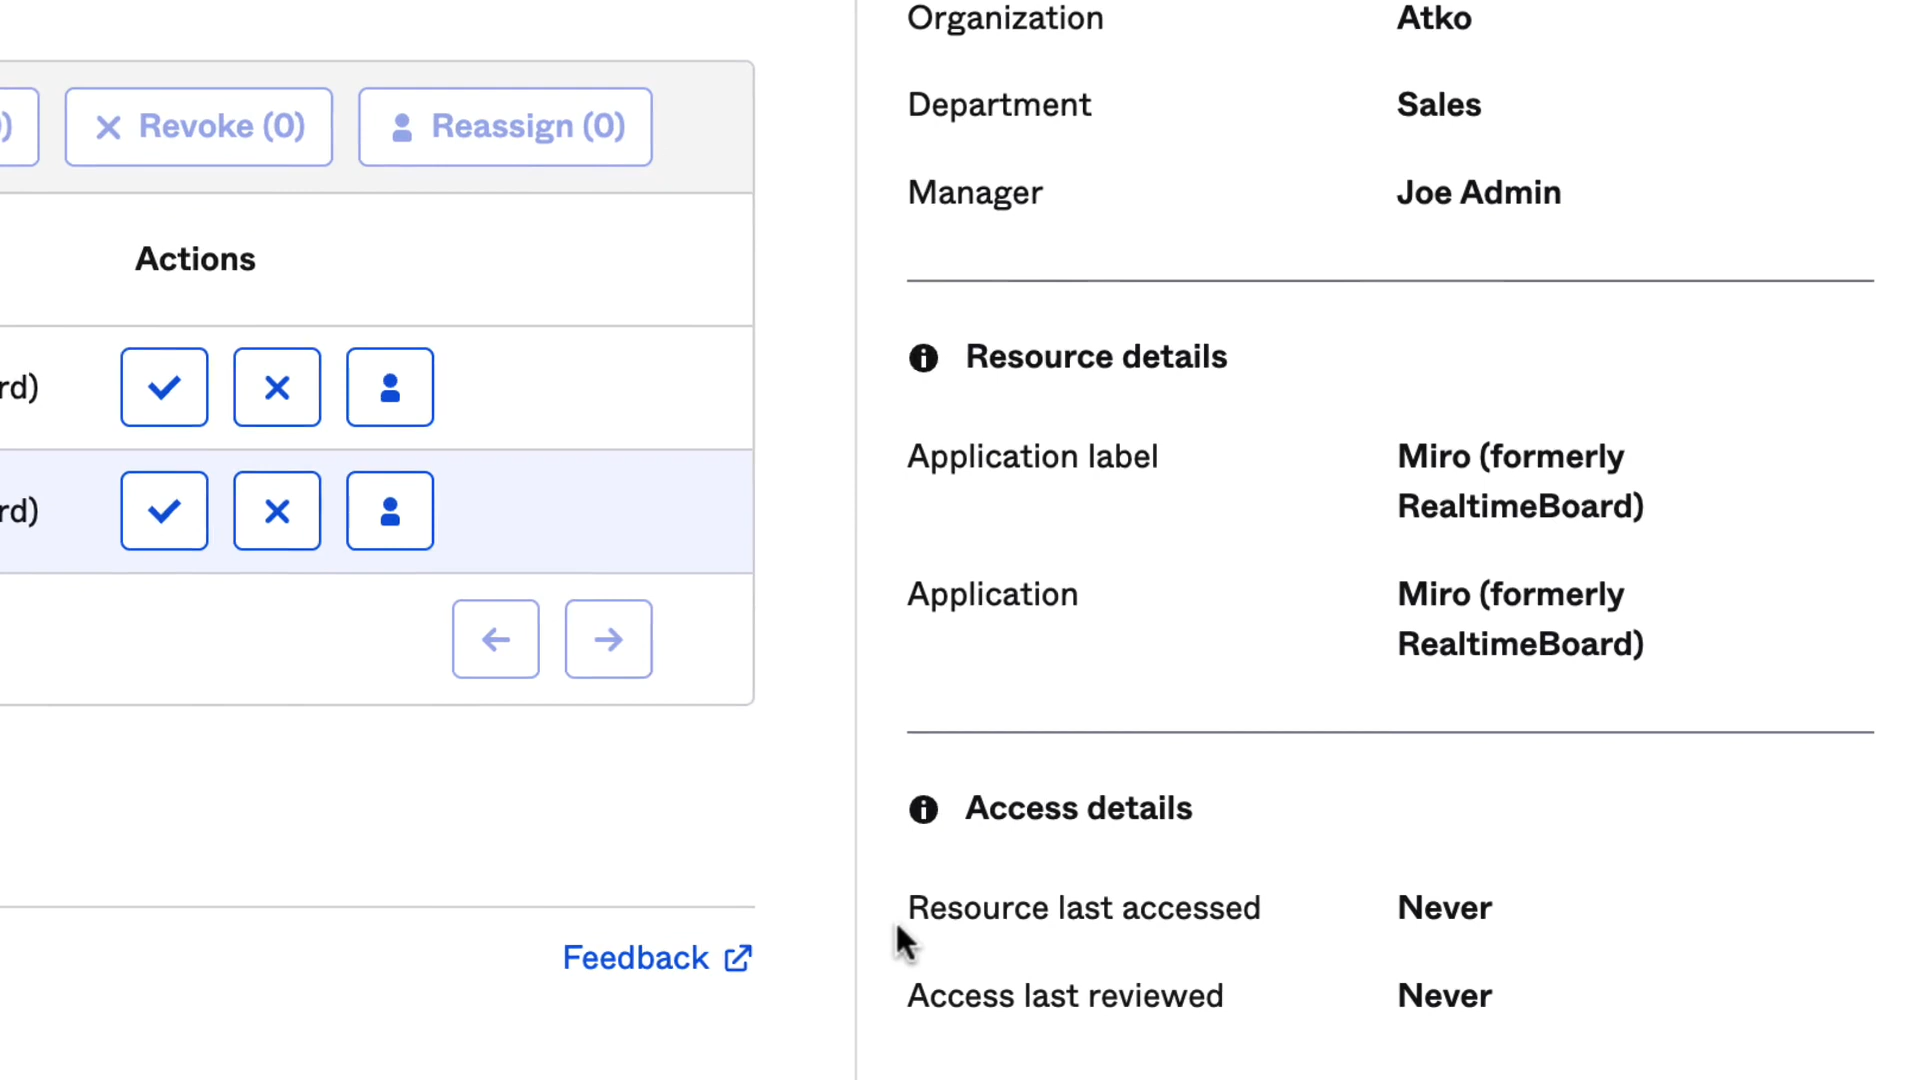 )
Revoke (0)
Reassign (0)
Actions
rd)
rd)
Feedback
Organization Atko
Department Sales
Manager Joe Admin
Resource details
Application label Miro (formerly
RealtimeBoard)
Application Miro (formerly
RealtimeBoard)
Access details
Resource last accessed Never
Access last reviewed Never